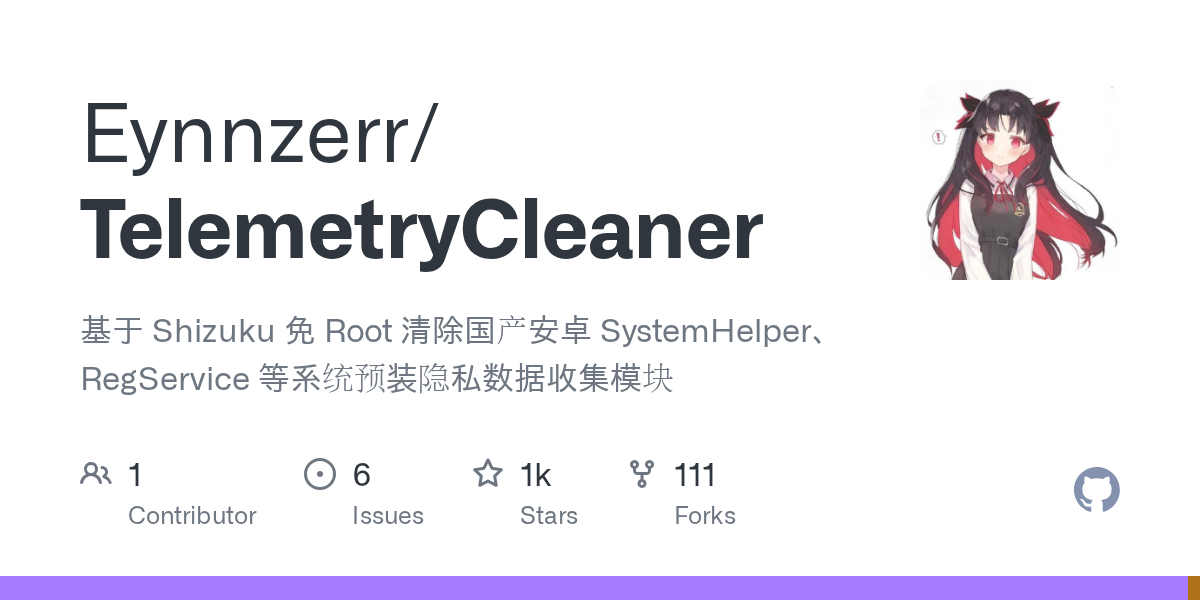 Eynnzerr/
TelemetryCleaner
基于 Shizuku 免 Root 清除国产安卓 SystemHelper、
RegService 等系统预装隐私数据收集模块
1
Contributor
6
Issues
1k
Stars
111
Forks